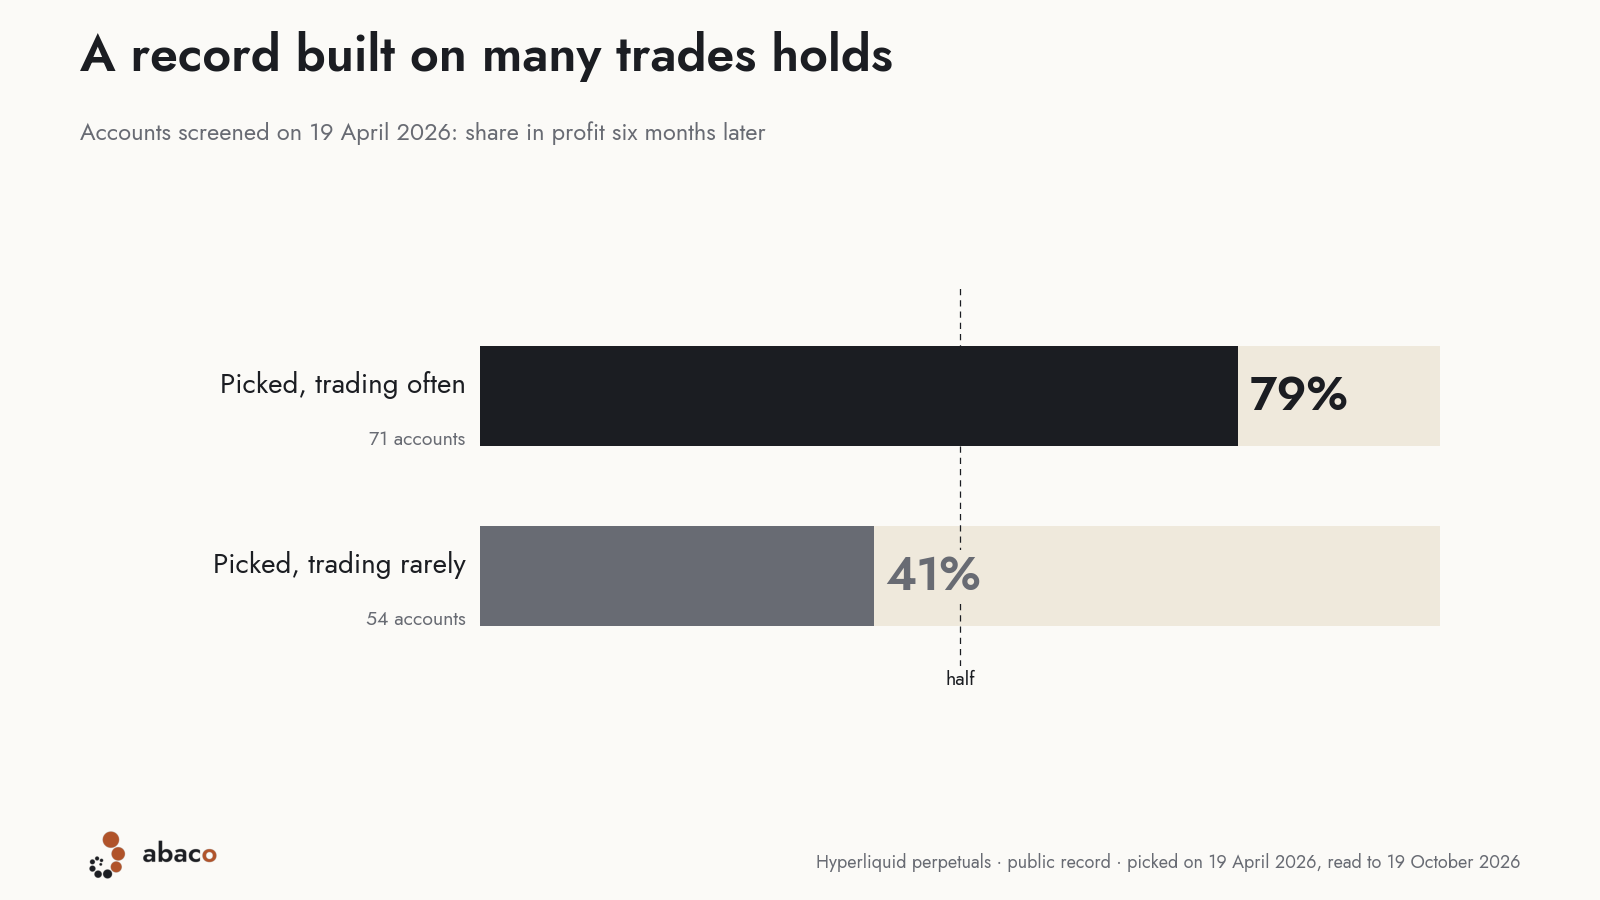 A record built on many trades holds
Accounts screened on 19 April 2026: share in profit six months later
Picked, trading often
79%
71 accounts
Picked, trading rarely
41%
54 accounts
half
abaco
Hyperliquid perpetuals · public record · picked on 19 April 2026, read to 19 October 2026